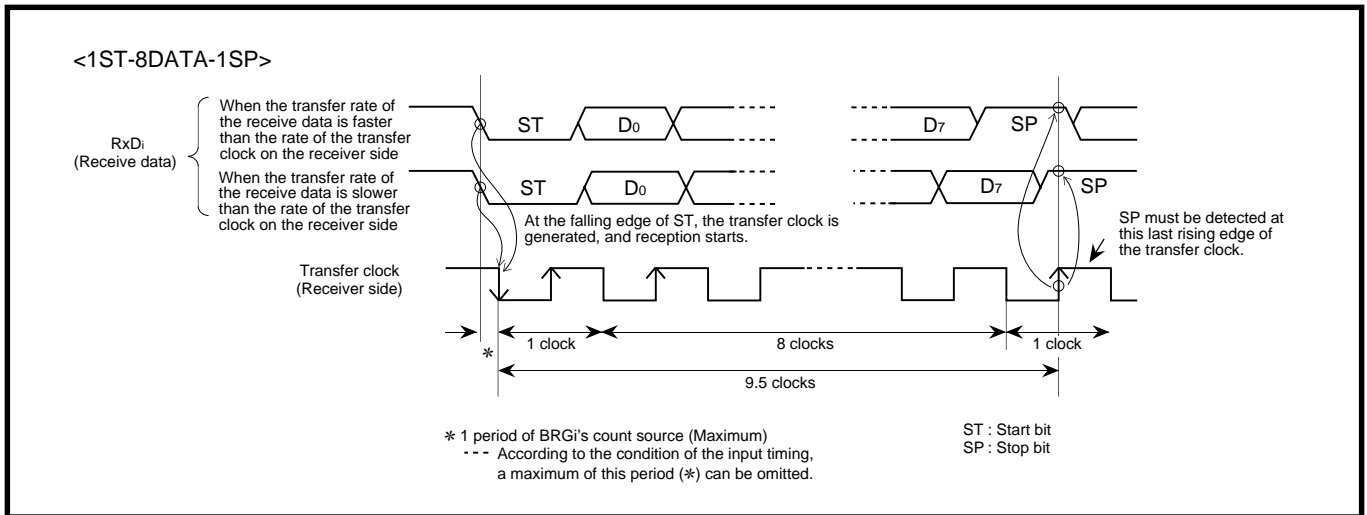 <1ST-8DATA-1SP>
RxDi
(Receive data)
When the transfer rate of
the receive data is faster
than the rate of the transfer
clock on the receiver side
ST
D0
D7
SP
When the transfer rate of
the receive data is slower
than the rate of the transfer
clock on the receiver side
ST
D0
D7
SP
At the falling edge of ST, the transfer clock is
generated, and reception starts.
SP must be detected at
this last rising edge of
the transfer clock.
Transfer clock
(Receiver side)
1 clock
8 clocks
1 clock
*
9.5 clocks
* 1 period of BRGi's count source (Maximum)
---- According to the condition of the input timing,
a maximum of this period (*) can be omitted.
ST : Start bit
SP : Stop bit